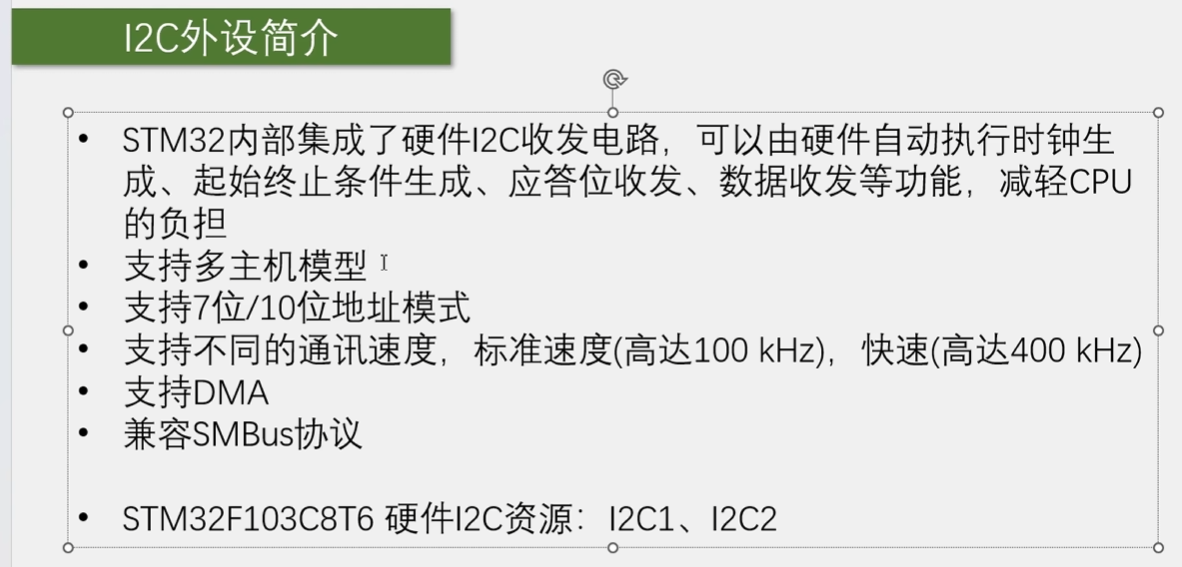 I2C外设简介
• STM32内部集成了硬件I2C收发电路，可以由硬件自动执行时钟生
成、起始终止条件生成、应答位收发、数据收发等功能，减轻CPU
的负担
• 支持多主机模型
• 支持7位/10位地址模式
• 支持不同的通讯速度，标准速度(高达100 kHz)，快速(高达400 kHz)
• 支持DMA
• 兼容SMBus协议
• STM32F103C8T6 硬件I2C资源：I2C1、I2C2